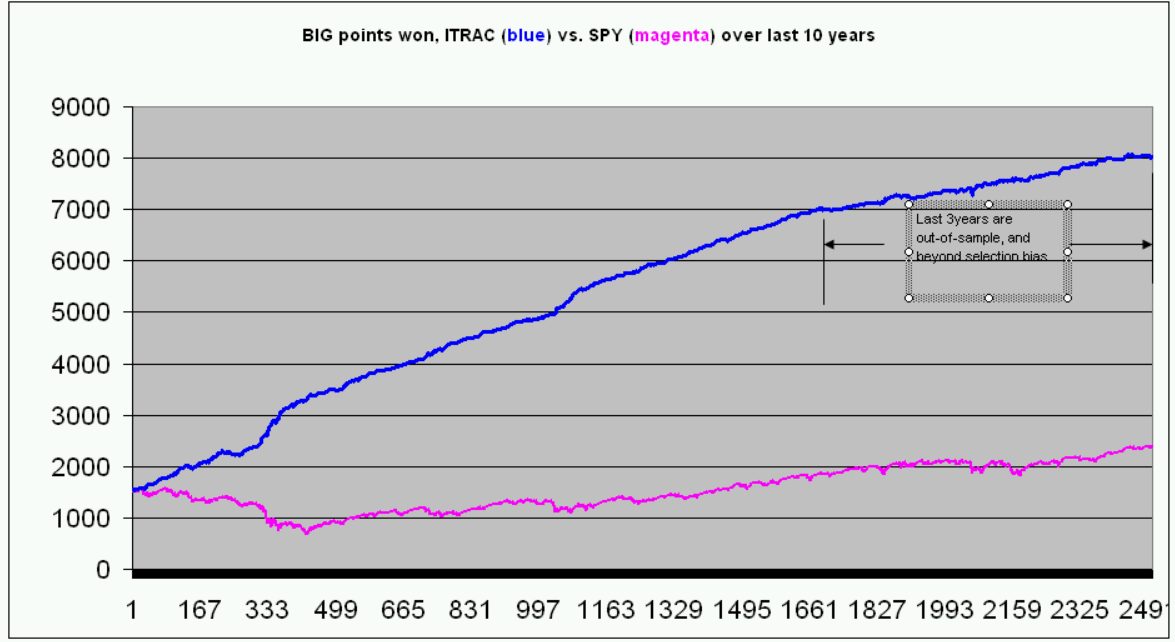 BIG points won, ITRAC (blue) vs. SPY (magenta) over last 10 years
9000
8000
7000
6000
5000
4000
3000
2000
1000
0
Last 3years are
out-of-sample, and
beyond selection bias
1 167 333 499 665 831 997 1163 1329 1495 1661 1827 1993 2159 2325 2491